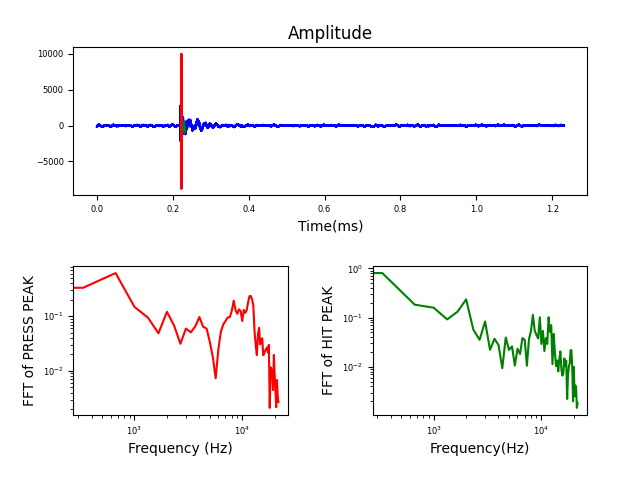 Amplitude
10000
5000
0
−5000
0.0 0.2 0.4 0.6 0.8 1.0 1.2
Time(ms)
FFT of PRESS PEAK
10⁻¹
10⁻²
10³ 10⁴
Frequency (Hz)
FFT of HIT PEAK
10⁰
10⁻¹
10⁻²
10³ 10⁴
Frequency(Hz)